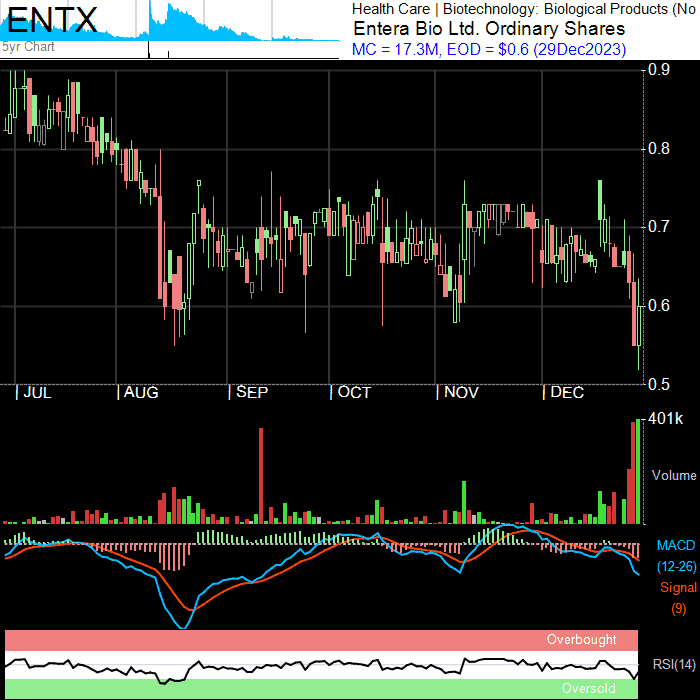 ENTX
5yr Chart
Health Care | Biotechnology: Biological Products (No
Entera Bio Ltd. Ordinary Shares
MC = 17.3M, EOD = $0.6 (29Dec2023)
0.9
0.8
0.7
0.6
0.5
JUL
AUG
SEP
OCT
NOV
DEC
401k
Volume
MACD
(12-26)
Signal
(9)
Overbought
RSI(14)
Oversold